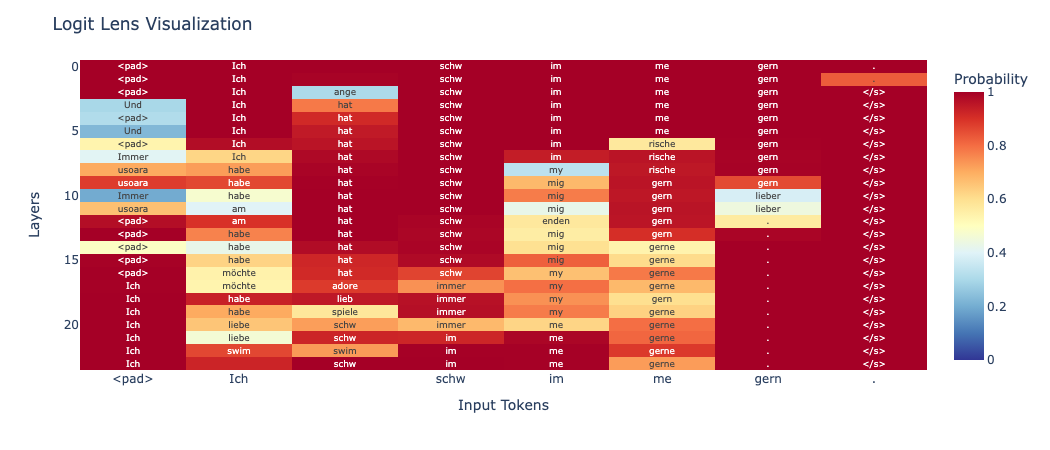 Logit Lens Visualization
Probability
0 <pad> Ich schw im me gern .
<pad> Ich schw im me gern .
<pad> Ich ange schw im me gern </s>
Und Ich hat schw im me gern </s>
<pad> Ich hat schw im me gern </s>
5 Und Ich hat schw im me gern </s>
<pad> Ich hat schw im rische gern </s>
Immer Ich hat schw im rische gern </s>
usoara habe hat schw my rische gern </s>
usoara habe hat schw mig gern gern </s>
10 Immer habe hat schw mig gern lieber </s>
usoara am hat schw mig gern lieber </s>
<pad> am hat schw enden gern . </s>
<pad> habe hat schw mig gern . </s>
<pad> habe hat schw mig gerne . </s>
15 <pad> habe hat schw mig gerne . </s>
<pad> möchte hat schw my gerne . </s>
Ich möchte adore immer my gerne . </s>
Ich habe lieb immer my gern . </s>
Ich habe spiele immer my gerne . </s>
20 Ich liebe schw immer me gerne . </s>
Ich liebe schw im me gerne . </s>
Ich swim swim im me gerne . </s>
Ich schw im me gerne . </s>
<pad> Ich schw im me gern .
Input Tokens
Layers
1
0.8
0.6
0.4
0.2
0